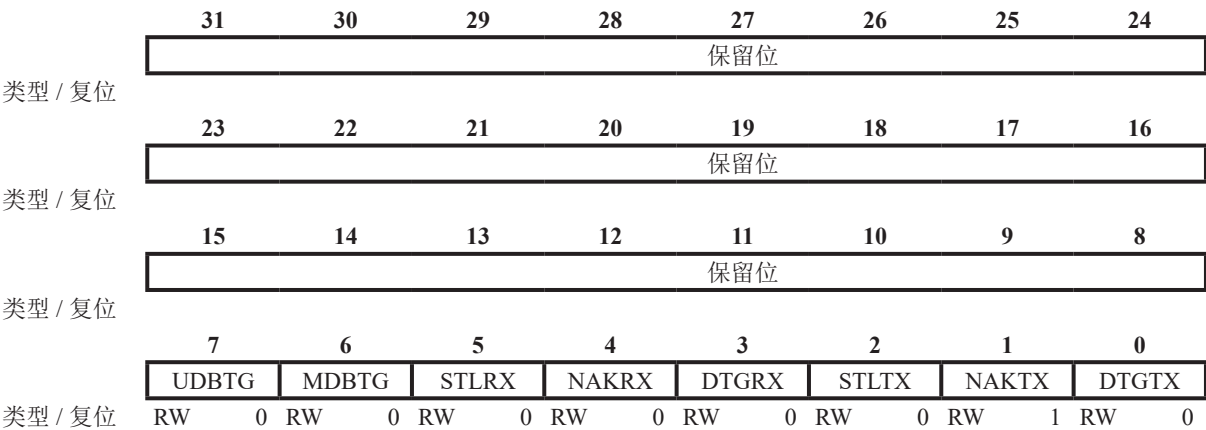 31 30 29 28 27 26 25 24
保留位
类型 / 复位
23 22 21 20 19 18 17 16
保留位
类型 / 复位
15 14 13 12 11 10 9 8
保留位
类型 / 复位
7 6 5 4 3 2 1 0
UDBTG MDBTG STLRX NAKRX DTGRX STLTX NAKTX DTGTX
类型 / 复位 RW 0 RW 0 RW 0 RW 0 RW 0 RW 0 RW 1 RW 0